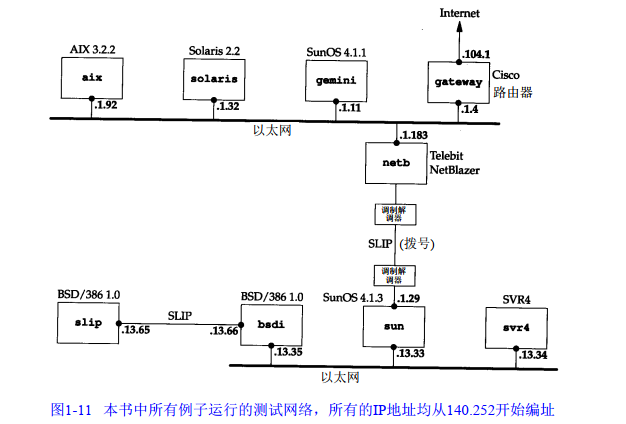 Internet
AIX 3.2.2
Solaris 2.2
SunOS 4.1.1
.104.1
aix
solaris
gemini
gateway
Cisco
路由器
.1.92
.1.32
.1.11
.1.4
以太网
.1.183
netb
Telebit
NetBlazer
调制解
调器
SLIP (拨号)
调制解
调器
BSD/386 1.0
SLIP
BSD/386 1.0
SunOS 4.1.3
.1.29
SVR4
slip
.13.65
.13.66
bsdi
sun
svr4
.13.35
.13.33
.13.34
以太网
图1-11 本书中所有例子运行的测试网络，所有的IP地址均从140.252开始编址